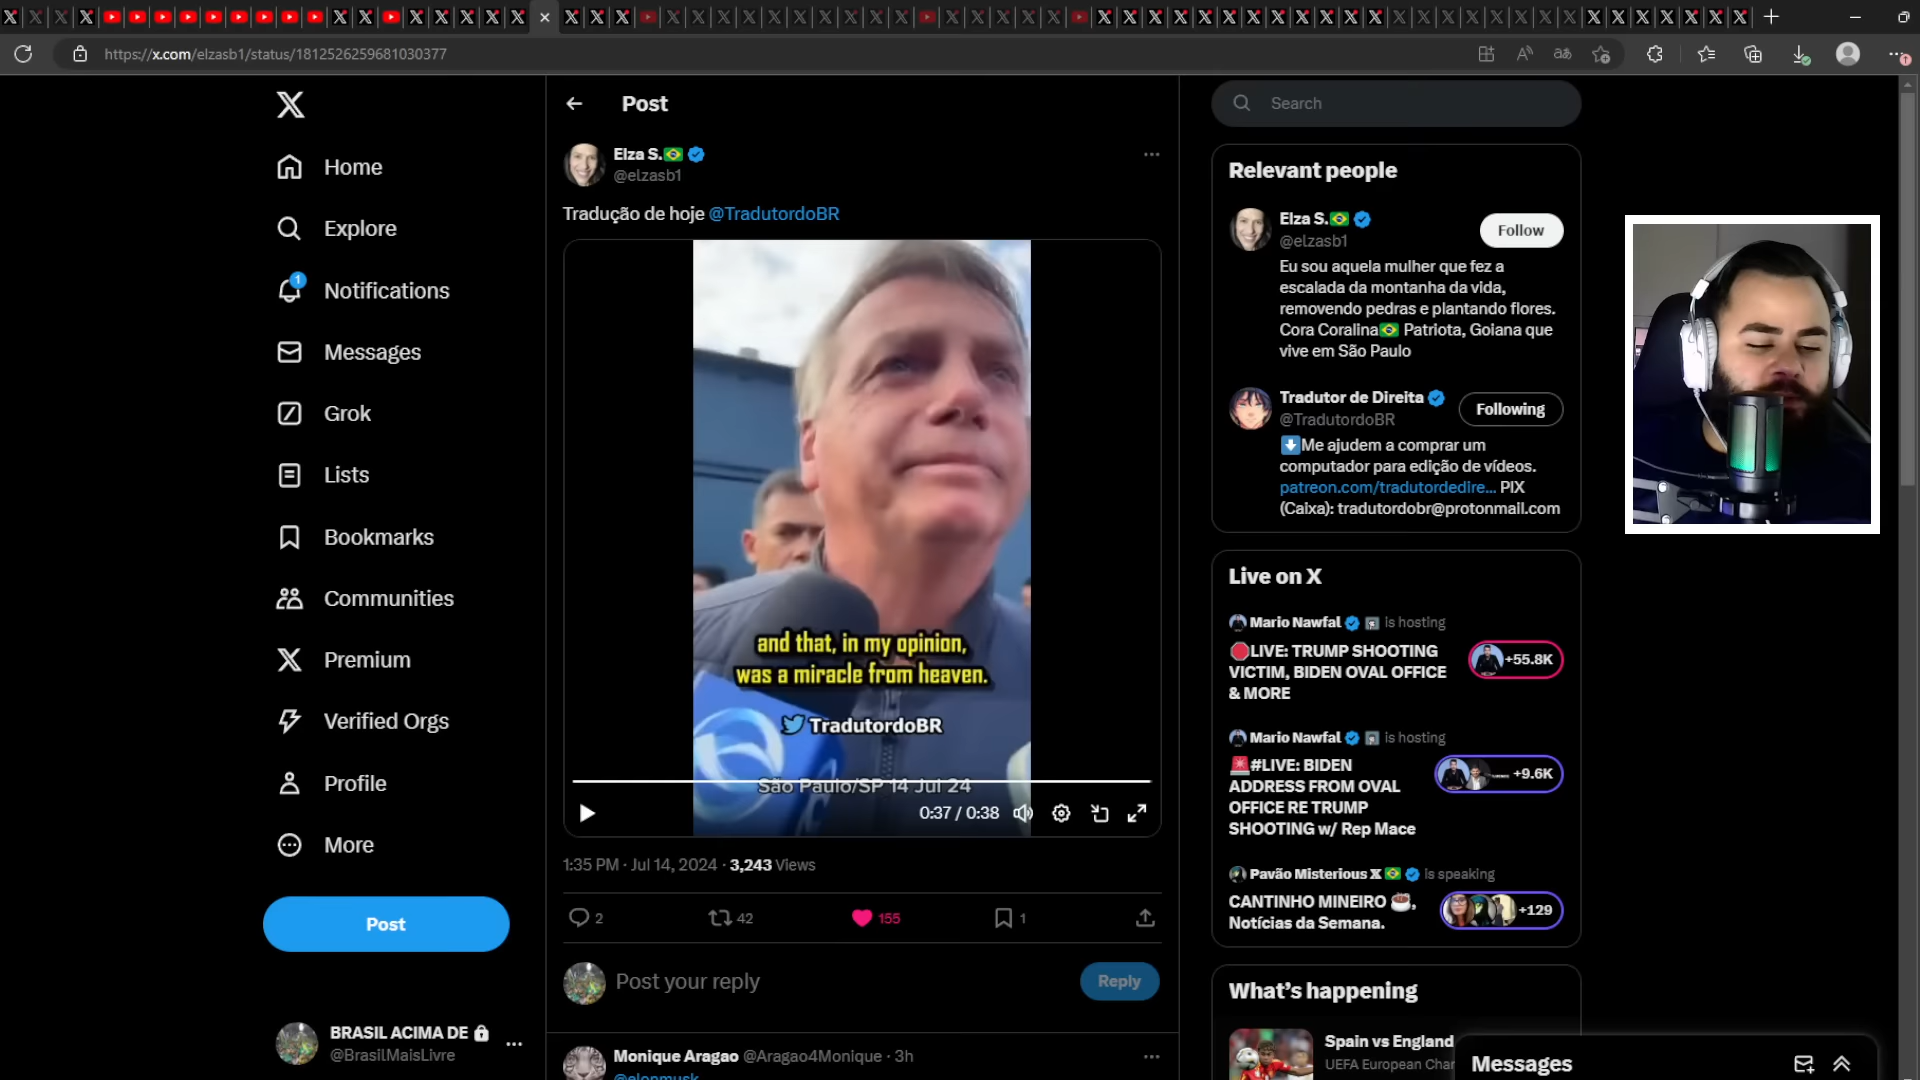 https://x.com/elzasb1/status/1812526259681030377
Home
Explore
1
Notifications
Messages
Grok
Lists
Bookmarks
Communities
Premium
Verified Orgs
Profile
More
Post
BRASIL ACIMA DE
@BrasilMaisLivre
Post
Elza S.
@elzasb1
Tradução de hoje @TradutordoBR
and that, in my opinion,
was a miracle from heaven.
TradutordoBR
São Paulo/SP 14 Jul 24
0:37 / 0:38
1:35 PM · Jul 14, 2024 · 3,243 Views
2
42
155
1
Post your reply
Reply
Monique Aragao @Aragao4Monique · 3h
@elonmusk
Search
Relevant people
Elza S.
@elzasb1
Follow
Eu sou aquela mulher que fez a
escalada da montanha da vida,
removendo pedras e plantando flores.
Cora Coralina Patriota, Goiana que
vive em São Paulo
Tradutor de Direita
@TradutordoBR
Following
Me ajudem a comprar um
computador para edição de vídeos.
patreon.com/tradutordedire... PIX
(Caixa): tradutordobr@protonmail.com
Live on X
Mario Nawfal is hosting
LIVE: TRUMP SHOOTING
VICTIM, BIDEN OVAL OFFICE
& MORE
+55.8K
Mario Nawfal is hosting
#LIVE: BIDEN
ADDRESS FROM OVAL
OFFICE RE TRUMP
SHOOTING w/ Rep Mace
+9.6K
Pavão Misterious X is speaking
CANTINHO MINEIRO ,
Notícias da Semana.
+129
What's happening
Spain vs England
UEFA European Cha
Messages